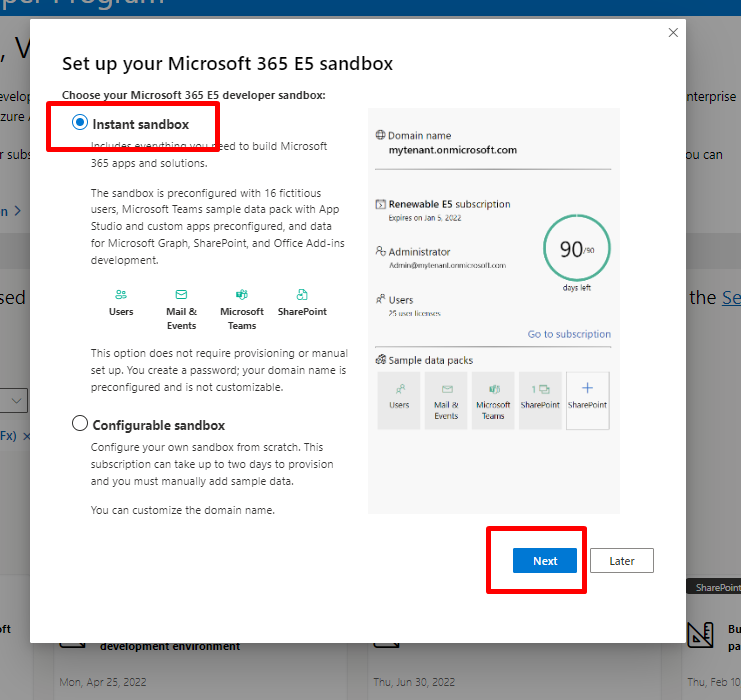 per Program
, V
Set up your Microsoft 365 E5 sandbox
Choose your Microsoft 365 E5 developer sandbox:
Instant sandbox
Includes everything you need to build Microsoft
365 apps and solutions.
The sandbox is preconfigured with 16 fictitious
users, Microsoft Teams sample data pack with App
Studio and custom apps preconfigured, and data
for Microsoft Graph, SharePoint, and Office Add-ins
development.
Users
Mail &
Events
Microsoft
Teams
SharePoint
This option does not require provisioning or manual
set up. You create a password; your domain name is
preconfigured and is not customizable.
Configurable sandbox
Configure your own sandbox from scratch. This
subscription can take up to two days to provision
and you must manually add sample data.
You can customize the domain name.
Domain name
mytenant.onmicrosoft.com
Renewable E5 subscription
Expires on Jan 5, 2022
90/90
days left
Administrator
Admin@mytenant.onmicrosoft.com
Users
25 user licenses
Go to subscription
Sample data packs
Users
Mail &
Events
Microsoft
Teams
SharePoint
SharePoint
Next
Later
develop
nterprise
zure
r subs
ou can
n >
sed
the Se
Fx) ×
SharePoint
oft
development environment
Bu
pa
Mon, Apr 25, 2022
Thu, Jun 30, 2022
Thu, Feb 10